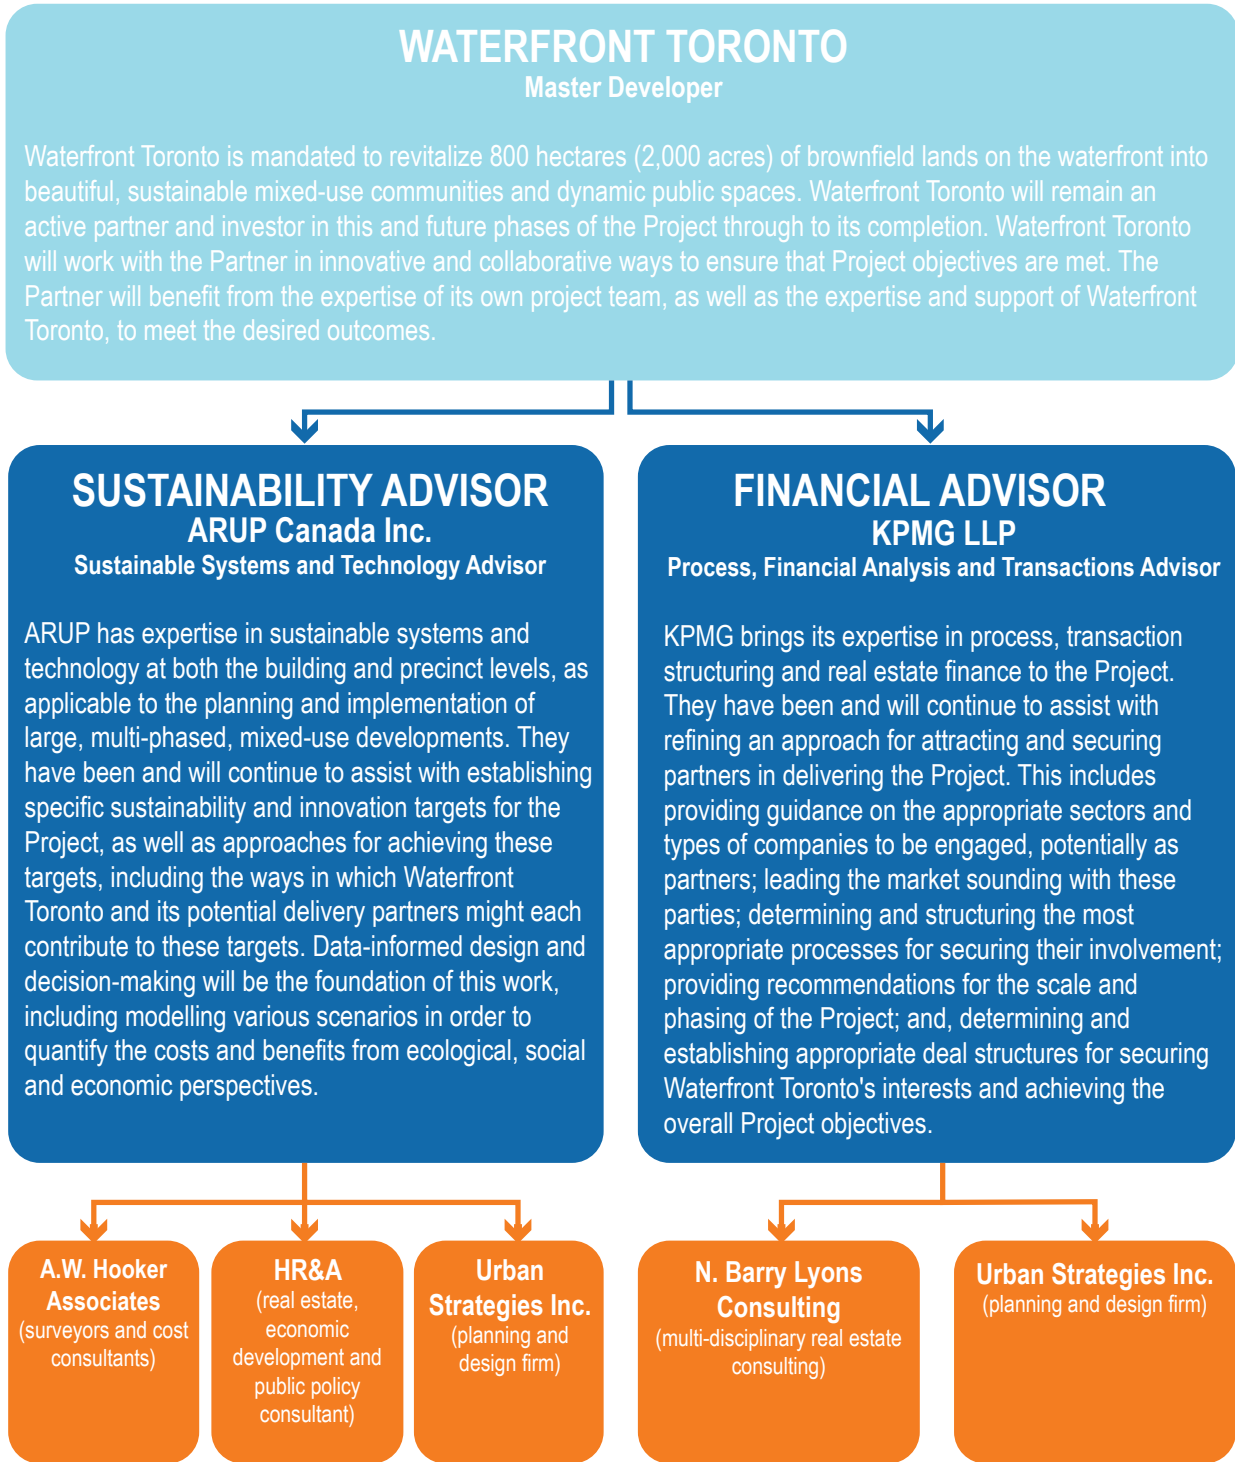 WATERFRONT TORONTO
Master Developer
Waterfront Toronto is mandated to revitalize 800 hectares (2,000 acres) of brownfield lands on the waterfront into
beautiful, sustainable mixed-use communities and dynamic public spaces. Waterfront Toronto will remain an
active partner and investor in this and future phases of the Project through to its completion. Waterfront Toronto
will work with the Partner in innovative and collaborative ways to ensure that Project objectives are met. The
Partner will benefit from the expertise of its own project team, as well as the expertise and support of Waterfront
Toronto, to meet the desired outcomes.
SUSTAINABILITY ADVISOR
ARUP Canada Inc.
Sustainable Systems and Technology Advisor
ARUP has expertise in sustainable systems and
technology at both the building and precinct levels, as
applicable to the planning and implementation of
large, multi-phased, mixed-use developments. They
have been and will continue to assist with establishing
specific sustainability and innovation targets for the
Project, as well as approaches for achieving these
targets, including the ways in which Waterfront
Toronto and its potential delivery partners might each
contribute to these targets. Data-informed design and
decision-making will be the foundation of this work,
including modelling various scenarios in order to
quantify the costs and benefits from ecological, social
and economic perspectives.
FINANCIAL ADVISOR
KPMG LLP
Process, Financial Analysis and Transactions Advisor
KPMG brings its expertise in process, transaction
structuring and real estate finance to the Project.
They have been and will continue to assist with
refining an approach for attracting and securing
partners in delivering the Project. This includes
providing guidance on the appropriate sectors and
types of companies to be engaged, potentially as
partners; leading the market sounding with these
parties; determining and structuring the most
appropriate processes for securing their involvement;
providing recommendations for the scale and
phasing of the Project; and, determining and
establishing appropriate deal structures for securing
Waterfront Toronto's interests and achieving the
overall Project objectives.
A.W. Hooker
Associates
(surveyors and cost
consultants)
HR&A
(real estate,
economic
development and
public policy
consultant)
Urban
Strategies Inc.
(planning and
design firm)
N. Barry Lyons
Consulting
(multi-disciplinary real estate
consulting)
Urban Strategies Inc.
(planning and design firm)